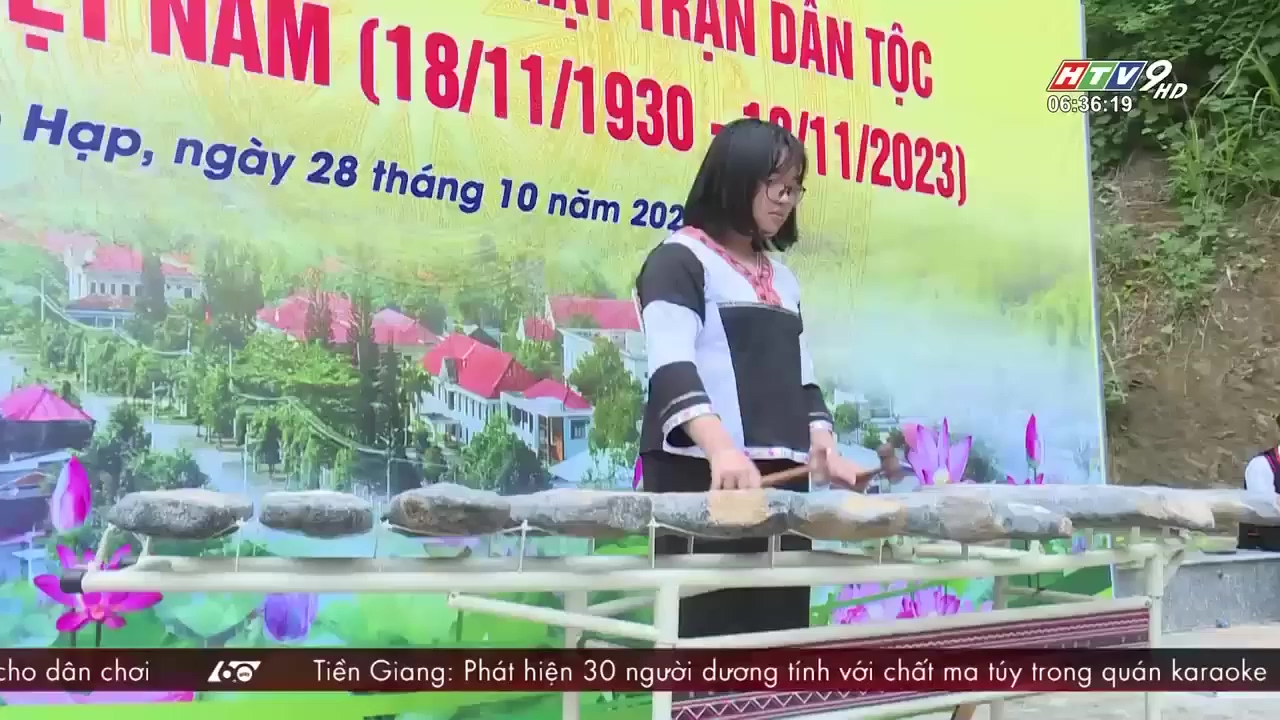 TRẬN DÂN TỘC
NAM (18/11/1930 - 18/11/2023)
Hạp, ngày 28 tháng 10 năm 202
HTV9 HD
06:36:19
cho dân chơi 60 Tiền Giang: Phát hiện 30 người dương tính với chất ma túy trong quán karaoke